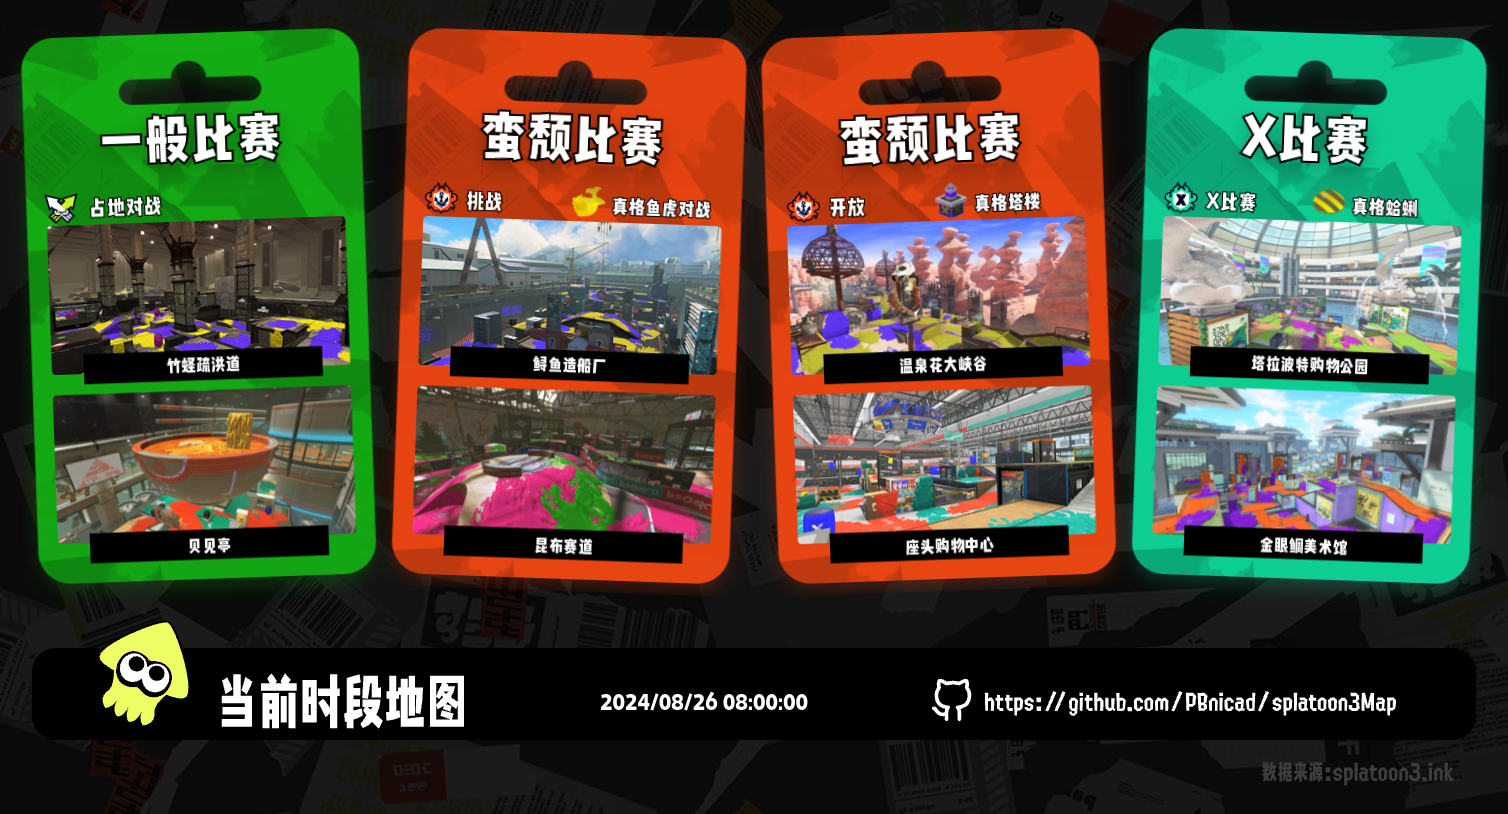 一般比赛
占地对战
竹蛏疏洪道
贝见亭
蛮颓比赛
挑战
真格鱼虎对战
鲟鱼造船厂
昆布赛道
蛮颓比赛
开放
真格塔楼
温泉花大峡谷
座头购物中心
X比赛
X比赛
真格蛤蜊
塔拉波特购物公园
金眼鲷美术馆
当前时段地图
2024/08/26 08:00:00
https://github.com/PBnicad/splatoon3Map
数据来源:splatoon3.ink